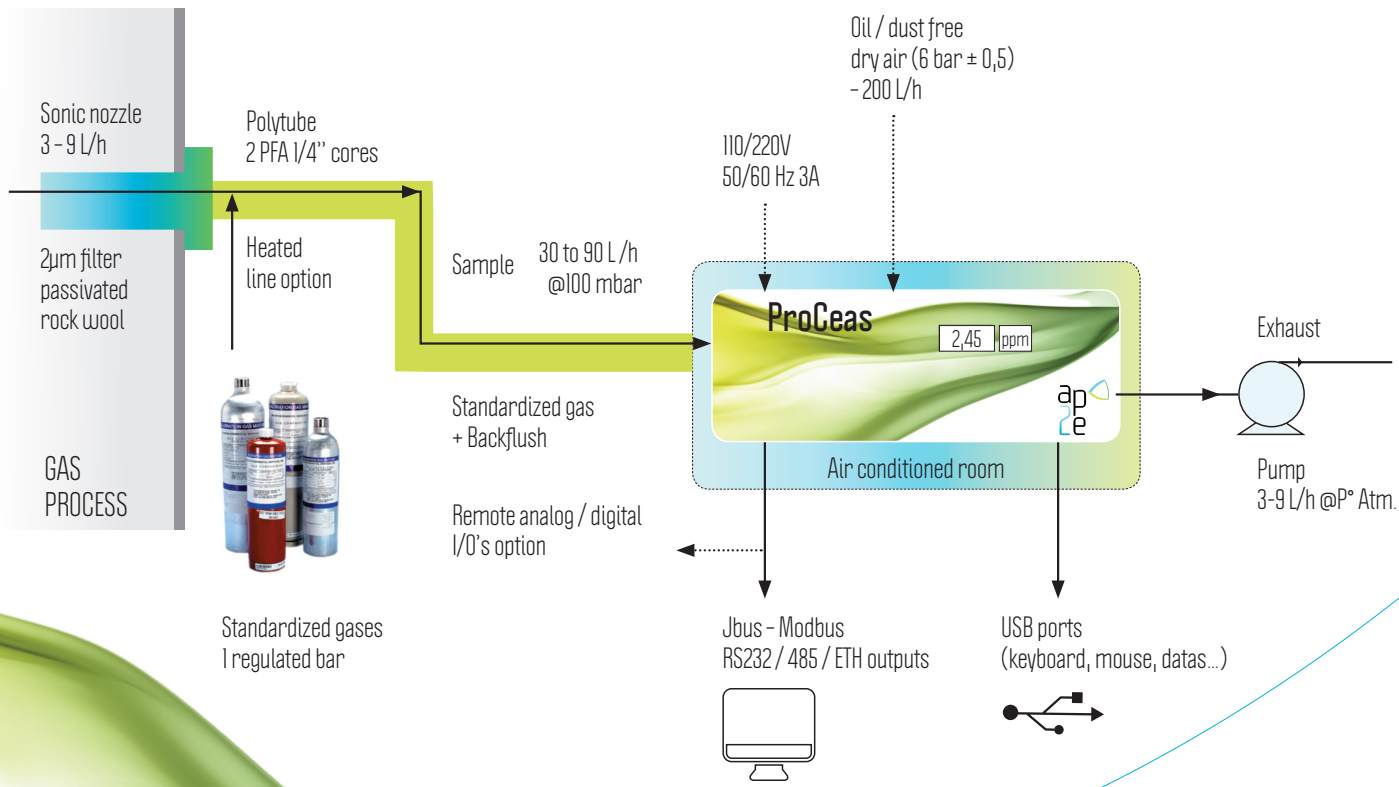 Oil / dust free
dry air (6 bar ± 0,5)
– 200 L/h
Sonic nozzle
3 – 9 L/h
Polytube
2 PFA 1/4’’ cores
110/220V
50/60 Hz 3A
2µm filter
passivated
rock wool
Heated
line option
Sample
30 to 90 L/h
@100 mbar
ProCeas
2,45 ppm
ap2e
Air conditioned room
Exhaust
Pump
3-9 L/h @P° Atm.
GAS
PROCESS
Standardized gas
+ Backflush
Remote analog / digital
I/O’s option
Standardized gases
1 regulated bar
Jbus – Modbus
RS232 / 485 / ETH outputs
USB ports
(keyboard, mouse, datas...)